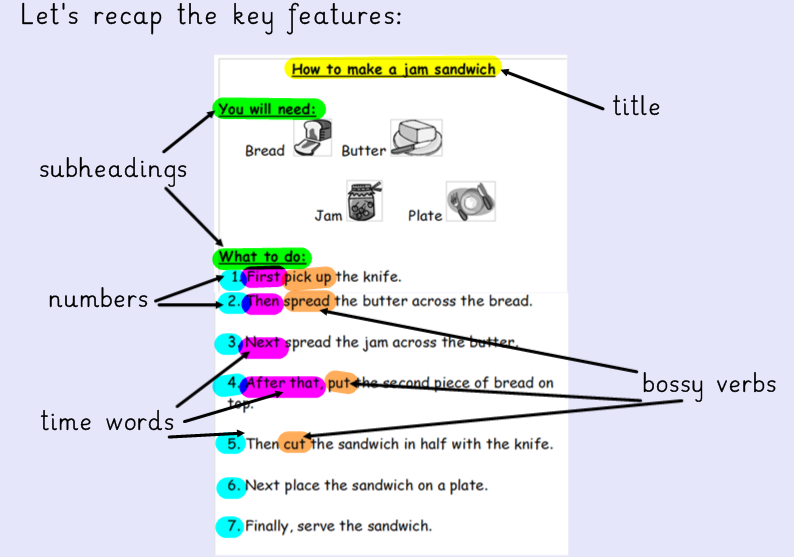 Let's recap the key features:
How to make a jam sandwich
title
You will need:
Bread Butter
subheadings
Jam Plate
What to do:
1. First pick up the knife.
numbers
2. Then spread the butter across the bread.
3. Next spread the jam across the butter.
4. After that, put the second piece of bread on
top.
bossy verbs
time words
5. Then cut the sandwich in half with the knife.
6. Next place the sandwich on a plate.
7. Finally, serve the sandwich.